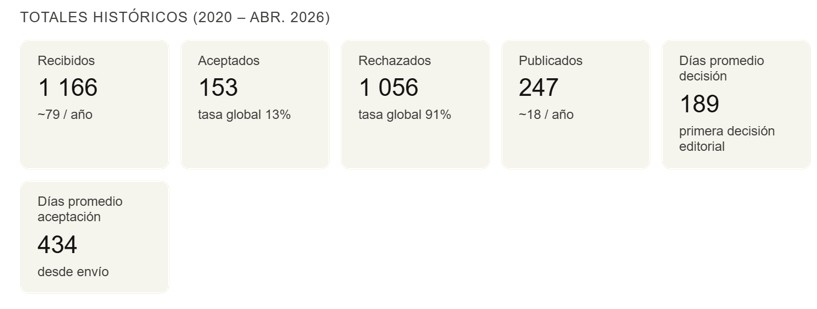 TOTALES HISTÓRICOS (2020 – ABR. 2026)
Recibidos
1 166
~79 / año
Aceptados
153
tasa global 13%
Rechazados
1 056
tasa global 91%
Publicados
247
~18 / año
Días promedio
decisión
189
primera decisión
editorial
Días promedio
aceptación
434
desde envío